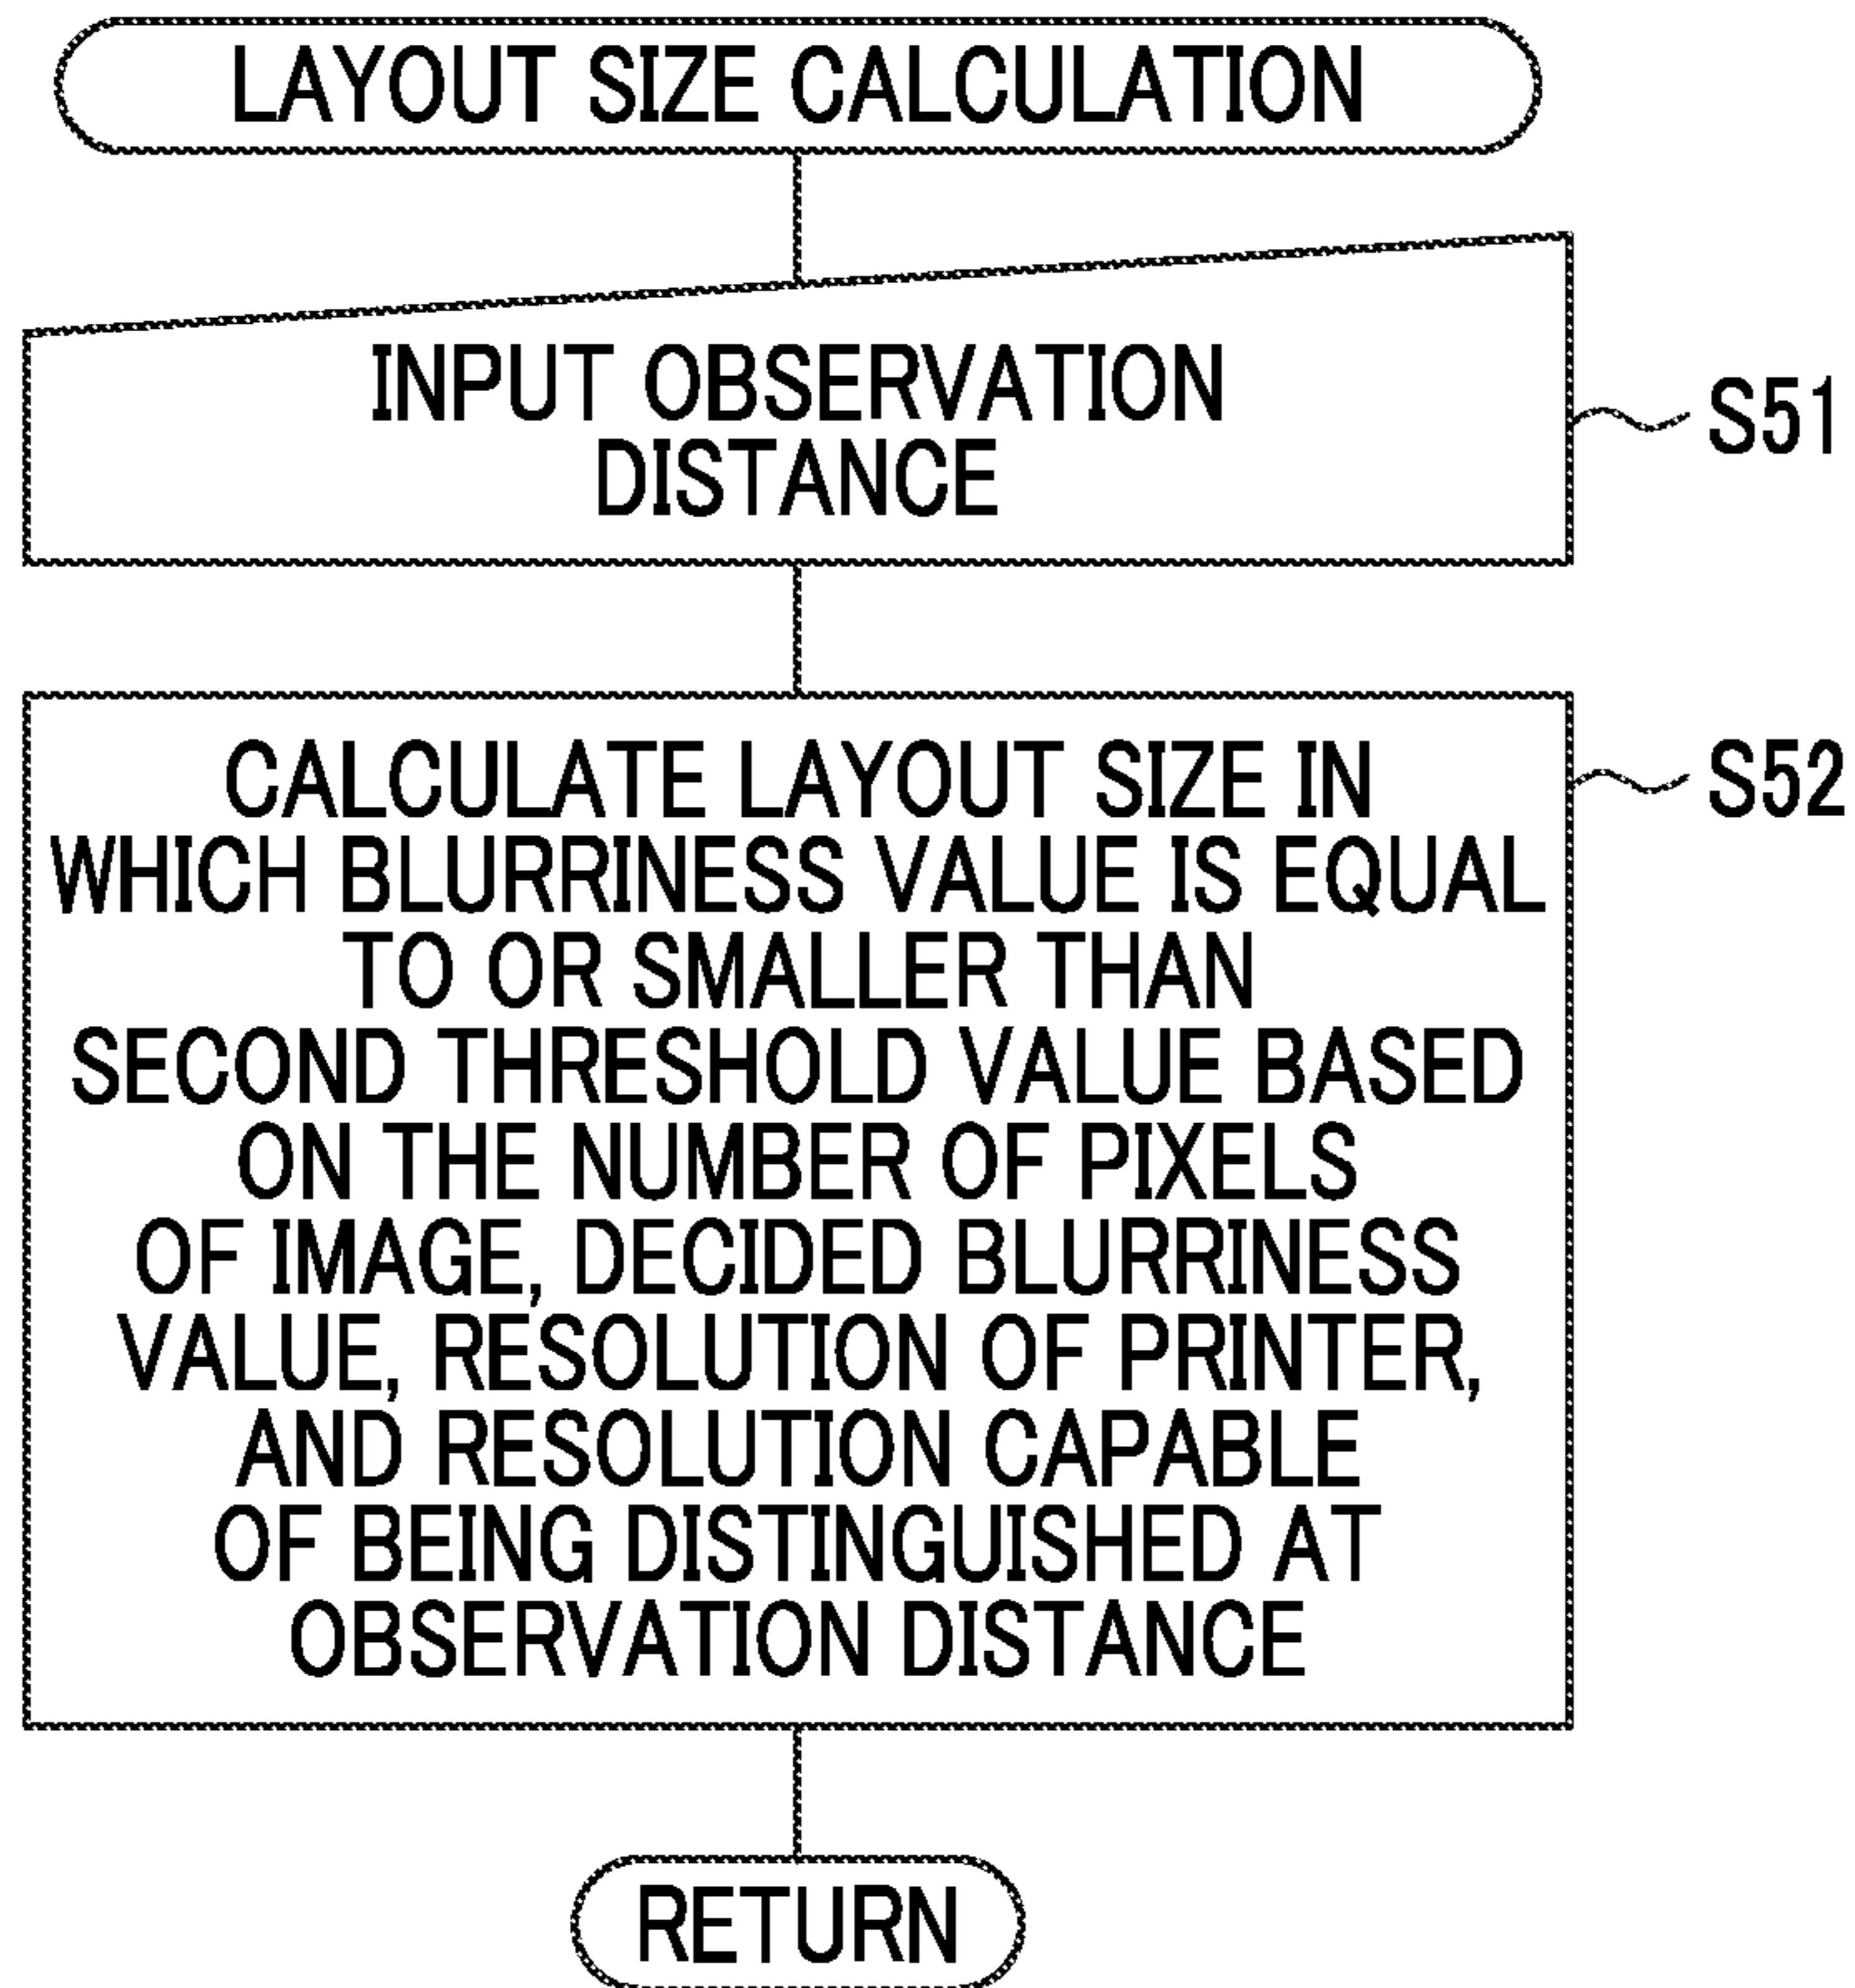 LAYOUT SIZE CALCULATION
INPUT OBSERVATION
DISTANCE
S51
CALCULATE LAYOUT SIZE IN
WHICH BLURRINESS VALUE IS EQUAL
TO OR SMALLER THAN
SECOND THRESHOLD VALUE BASED
ON THE NUMBER OF PIXELS
OF IMAGE, DECIDED BLURRINESS
VALUE, RESOLUTION OF PRINTER,
AND RESOLUTION CAPABLE
OF BEING DISTINGUISHED AT
OBSERVATION DISTANCE
S52
RETURN